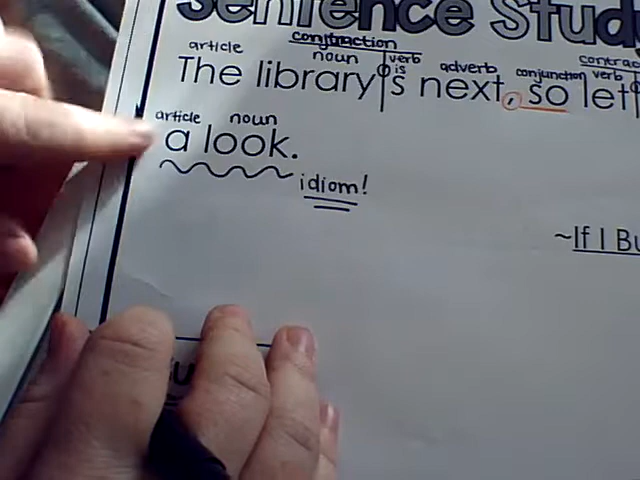 Sentence Stud
contraction
article noun verb adverb conjunction contrac
is verb
The library's next, so let'
article noun
a look.
idiom!
~If I Bu